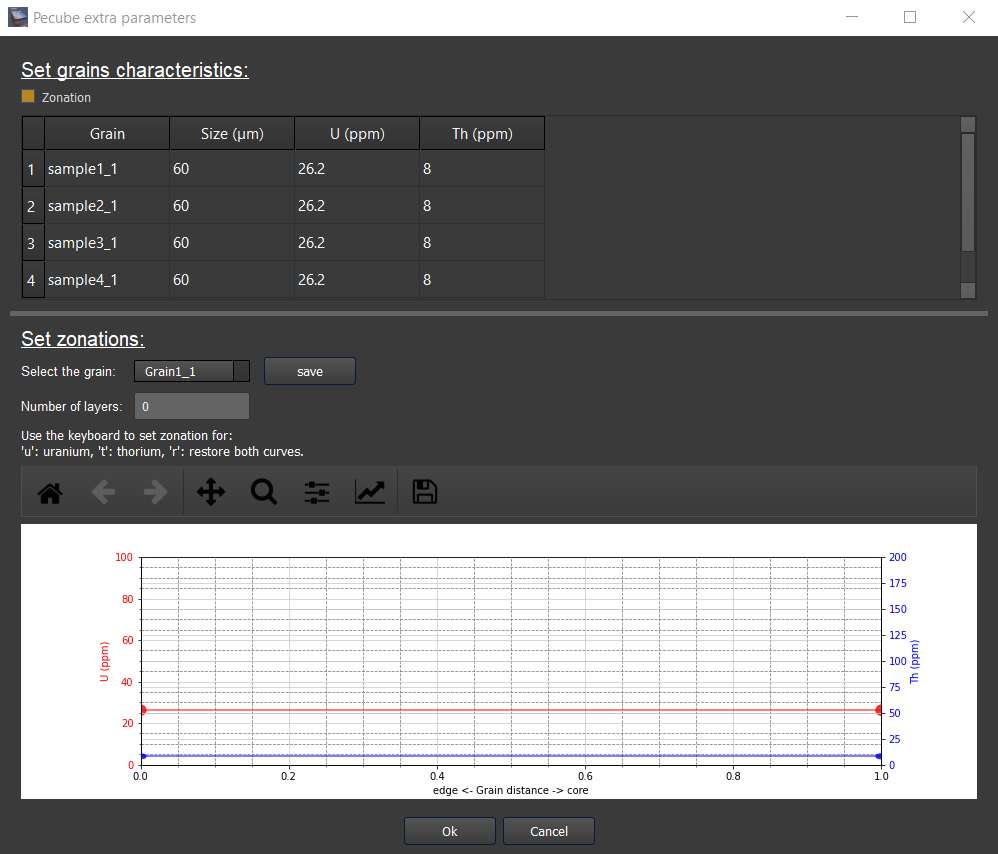 Pecube extra parameters
Set grains characteristics:
Zonation
Grain Size (µm) U (ppm) Th (ppm)
1 sample1_1 60 26.2 8
2 sample2_1 60 26.2 8
3 sample3_1 60 26.2 8
4 sample4_1 60 26.2 8
Set zonations:
Select the grain: Grain1_1 save
Number of layers: 0
Use the keyboard to set zonation for:
'u': uranium, 't': thorium, 'r': restore both curves.
100 200
175
80
150
60 125
U (ppm) Th (ppm)
100
40 75
50
20
25
0 0
0.0 0.2 0.4 0.6 0.8 1.0
edge <- Grain distance -> core
Ok Cancel